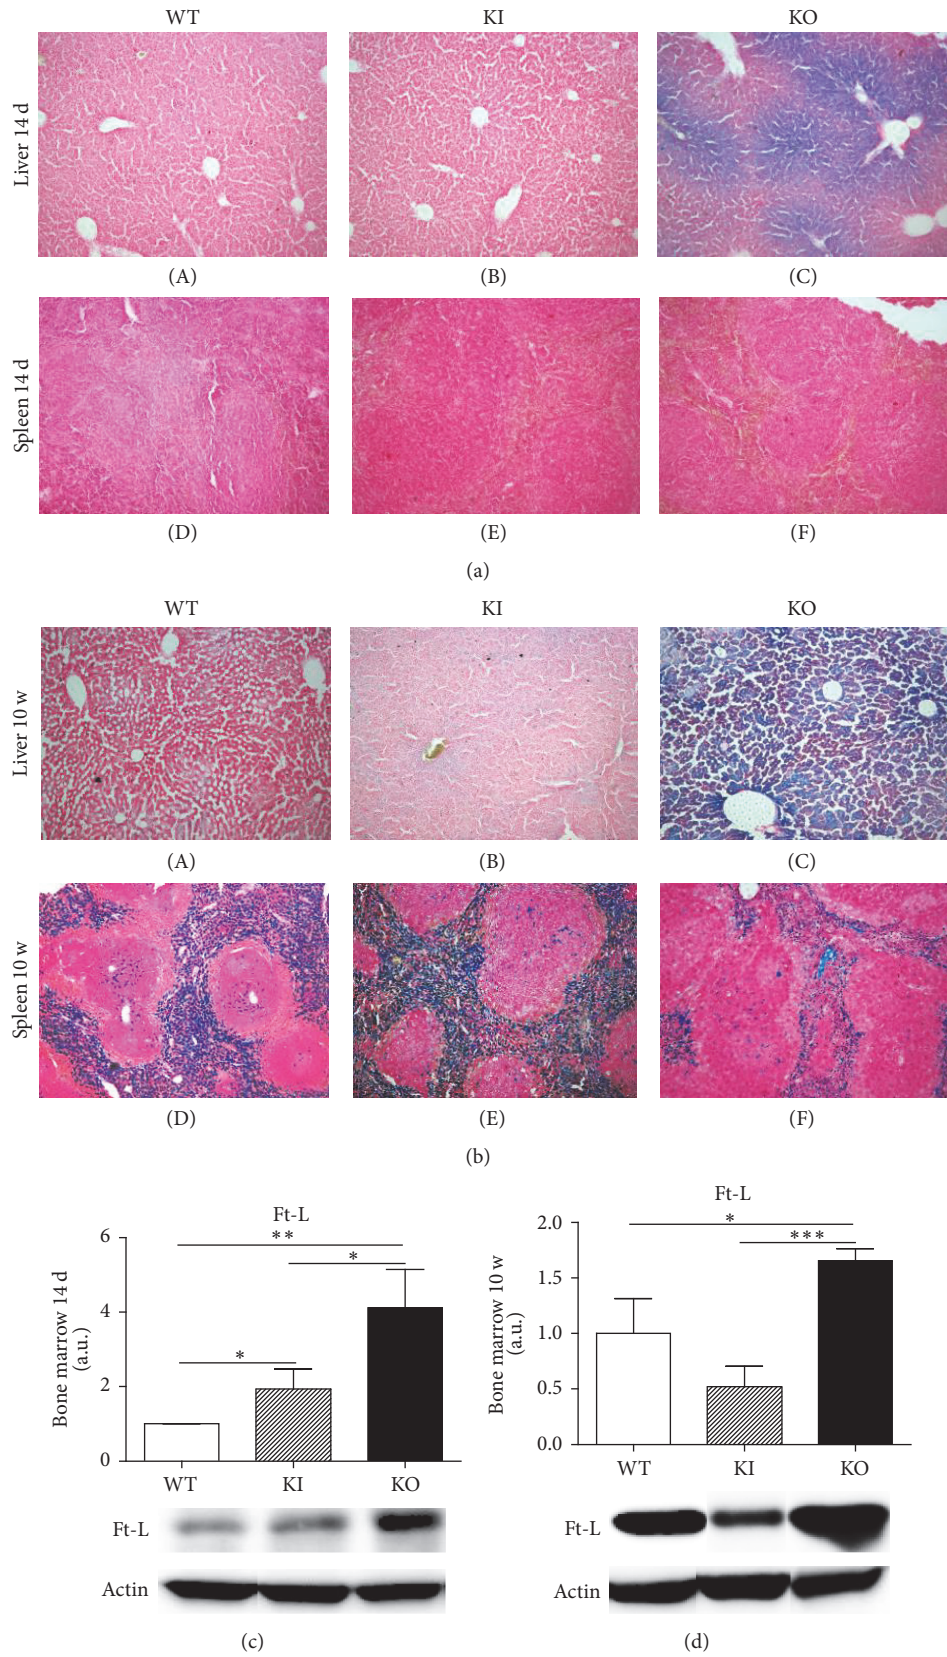 WT KI KO
Liver 14 d
(A) (B) (C)
Spleen 14 d
(D) (E) (F)
(a)
WT KI KO
Liver 10 w
(A) (B) (C)
Spleen 10 w
(D) (E) (F)
(b)
Ft-L
Bone marrow 14 d
(a.u.)
6
4
2
0
**
*
*
WT KI KO
Ft-L
Actin
(c)
Ft-L
Bone marrow 10 w
(a.u.)
2.0
1.5
1.0
0.5
0.0
*
***
WT KI KO
Ft-L
Actin
(d)